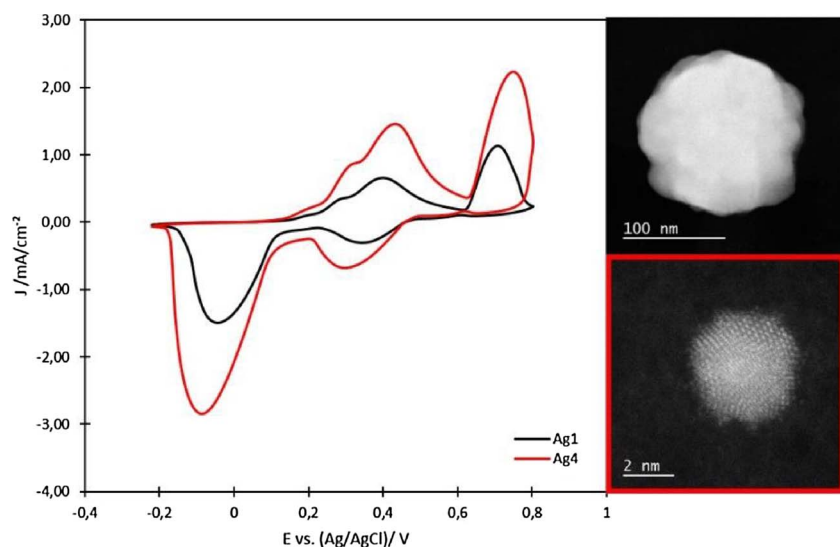 3,00
2,00
1,00
0,00
-1,00
-2,00
-3,00
-4,00
J /mA/cm⁻²
-0,4 -0,2 0 0,2 0,4 0,6 0,8 1
E vs. (Ag/AgCl)/ V
Ag1
Ag4
100 nm
2 nm